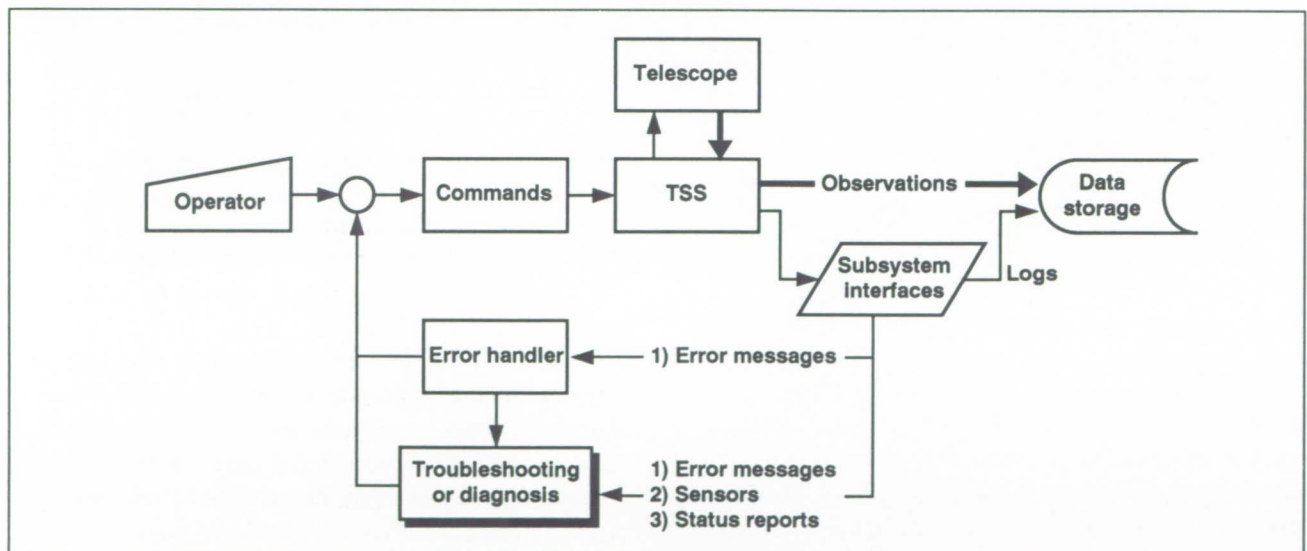 Telescope
Operator
Commands
TSS
Observations
Data
storage
Subsystem
interfaces
Logs
Error handler
1) Error messages
Troubleshooting
or diagnosis
1) Error messages
2) Sensors
3) Status reports